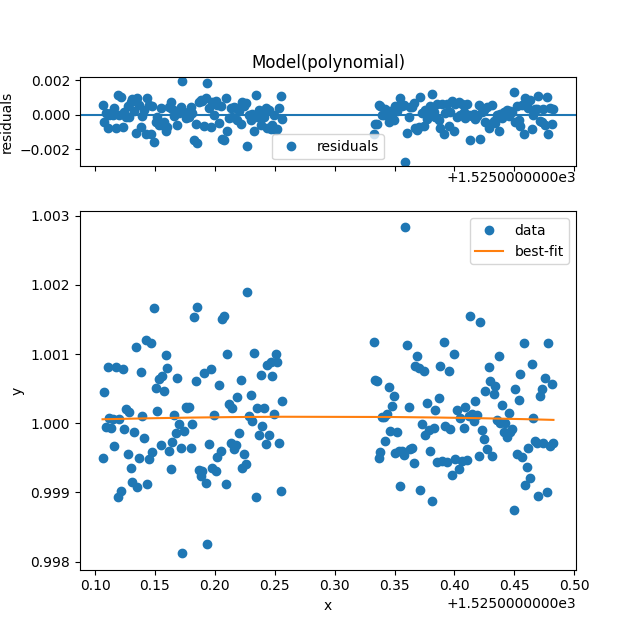 Model(polynomial)
residuals
0.002
0.000
−0.002
residuals
+1.5250000000e3
y
1.003
1.002
1.001
1.000
0.999
0.998
data
best-fit
0.10 0.15 0.20 0.25 0.30 0.35 0.40 0.45 0.50
x
+1.5250000000e3